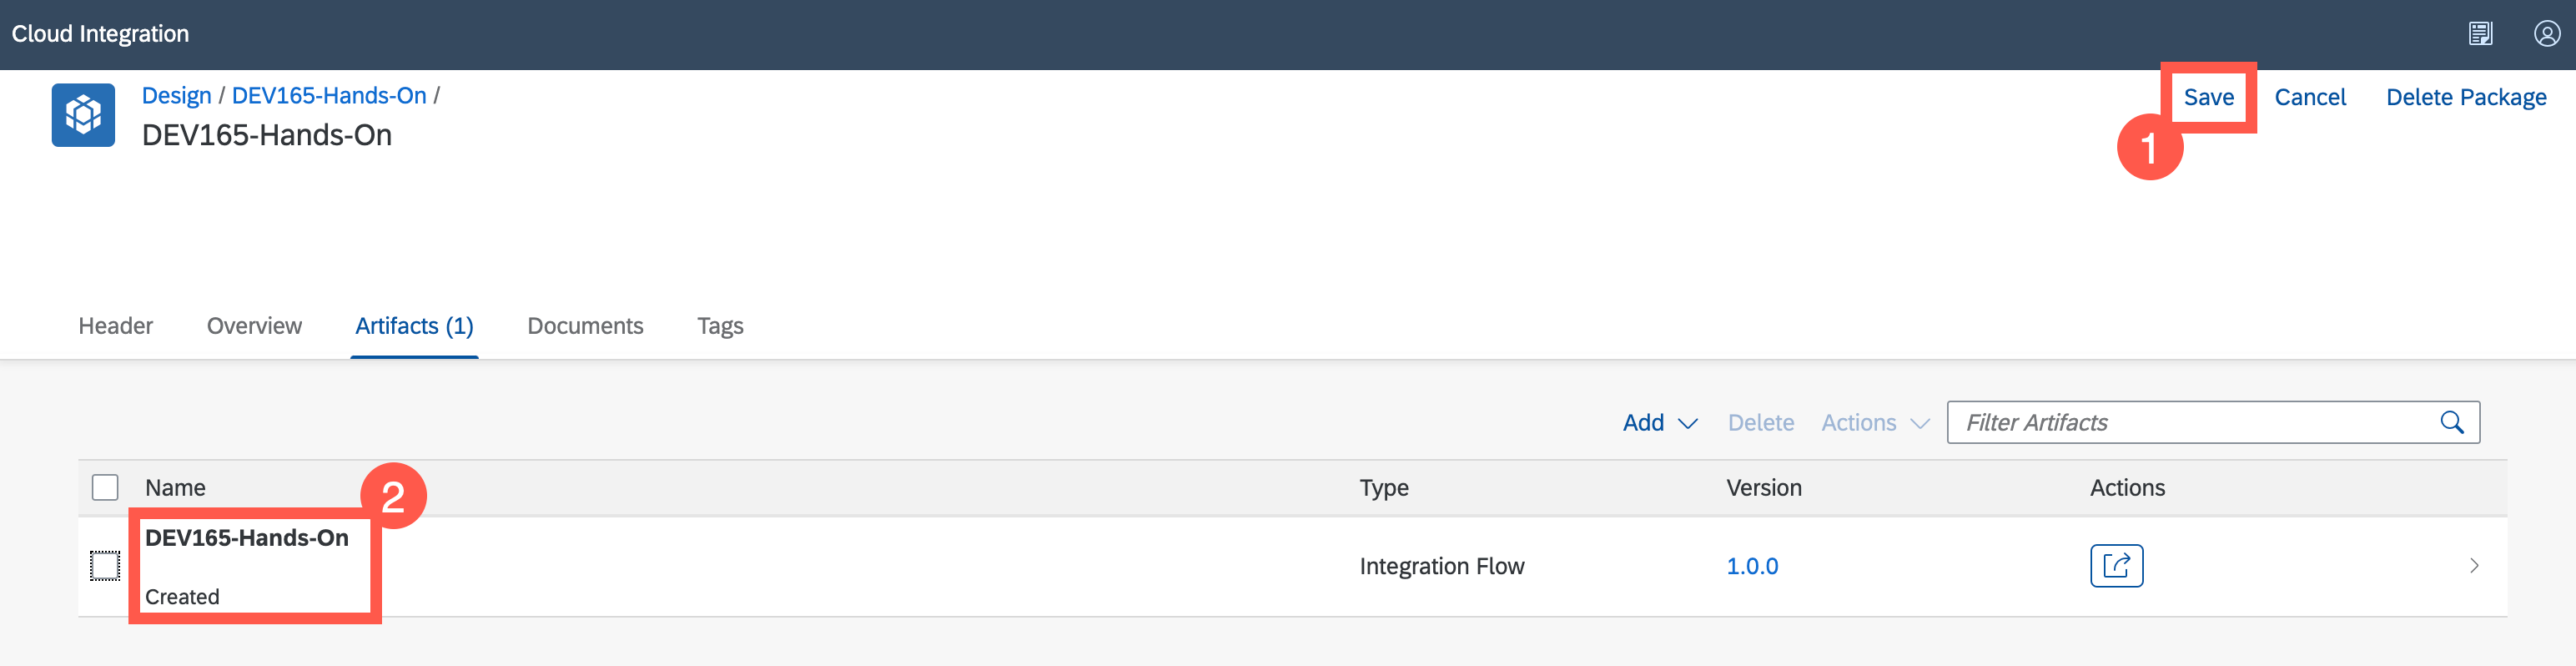 Cloud Integration
Design / DEV165-Hands-On /
DEV165-Hands-On
Save Cancel Delete Package
1
Header Overview Artifacts (1) Documents Tags
Add Delete Actions Filter Artifacts
Name Type Version Actions
2
DEV165-Hands-On
Created
Integration Flow 1.0.0